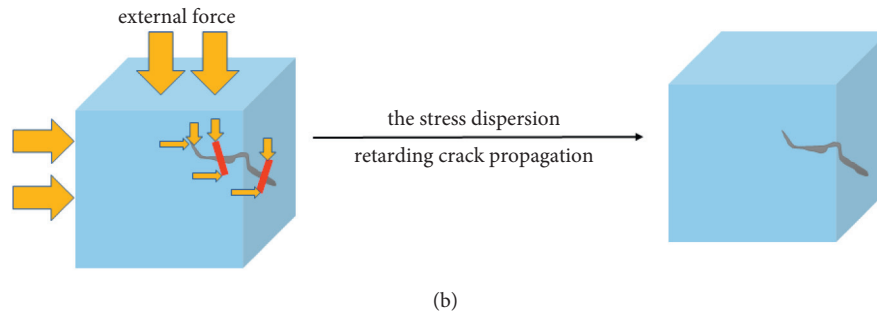 external force
the stress dispersion
retarding crack propagation
(b)